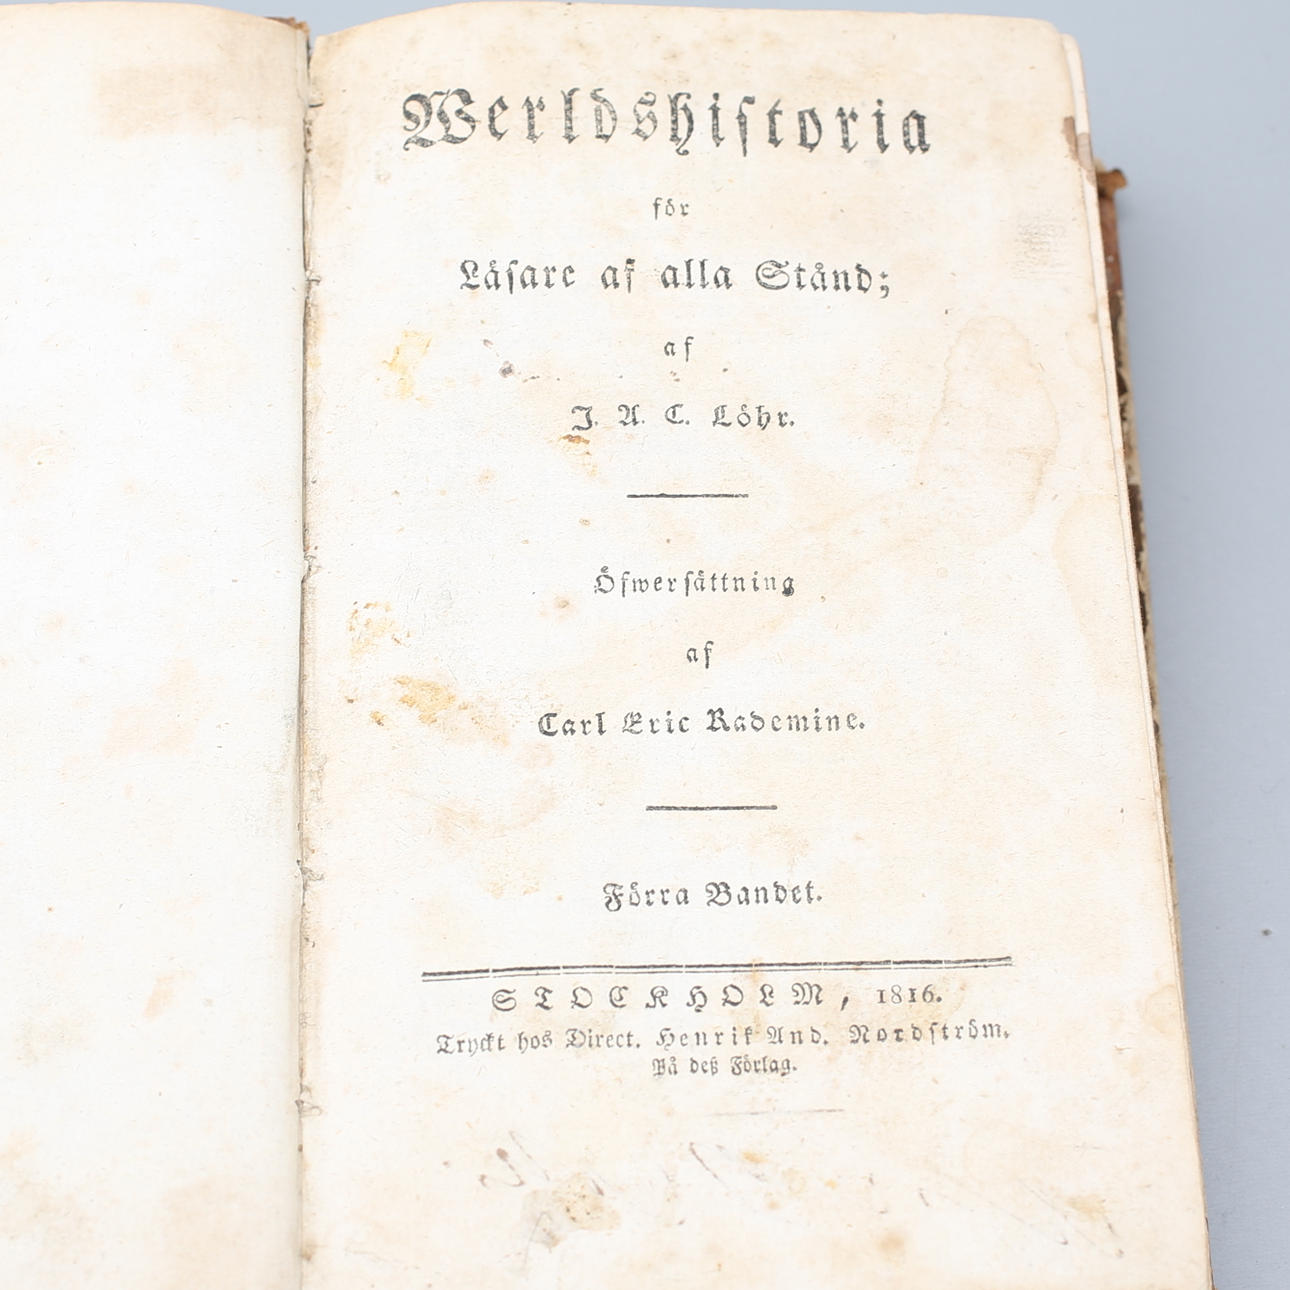 Werldshistoria
för
Läsare af alla Stånd;
af
J. A. C. Löhr.
Öfwersättning
af
Carl Eric Rademine.
Förra Bandet.
STOCKHOLM, 1816.
Tryckt hos Direct. Henrik And. Nordström.
På deß Förlag.